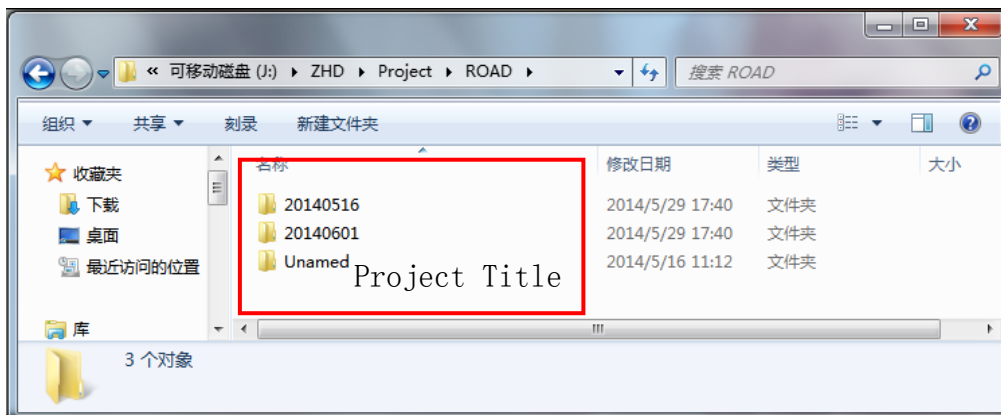 « 可移动磁盘 (J:) ▸ ZHD ▸ Project ▸ ROAD ▸ 搜索 ROAD
组织 ▼ 共享 ▼ 刻录 新建文件夹
名称 修改日期 类型 大小
收藏夹
下载
桌面
最近访问的位置
库
20140516 2014/5/29 17:40 文件夹
20140601 2014/5/29 17:40 文件夹
Unamed 2014/5/16 11:12 文件夹
Project Title
3 个对象